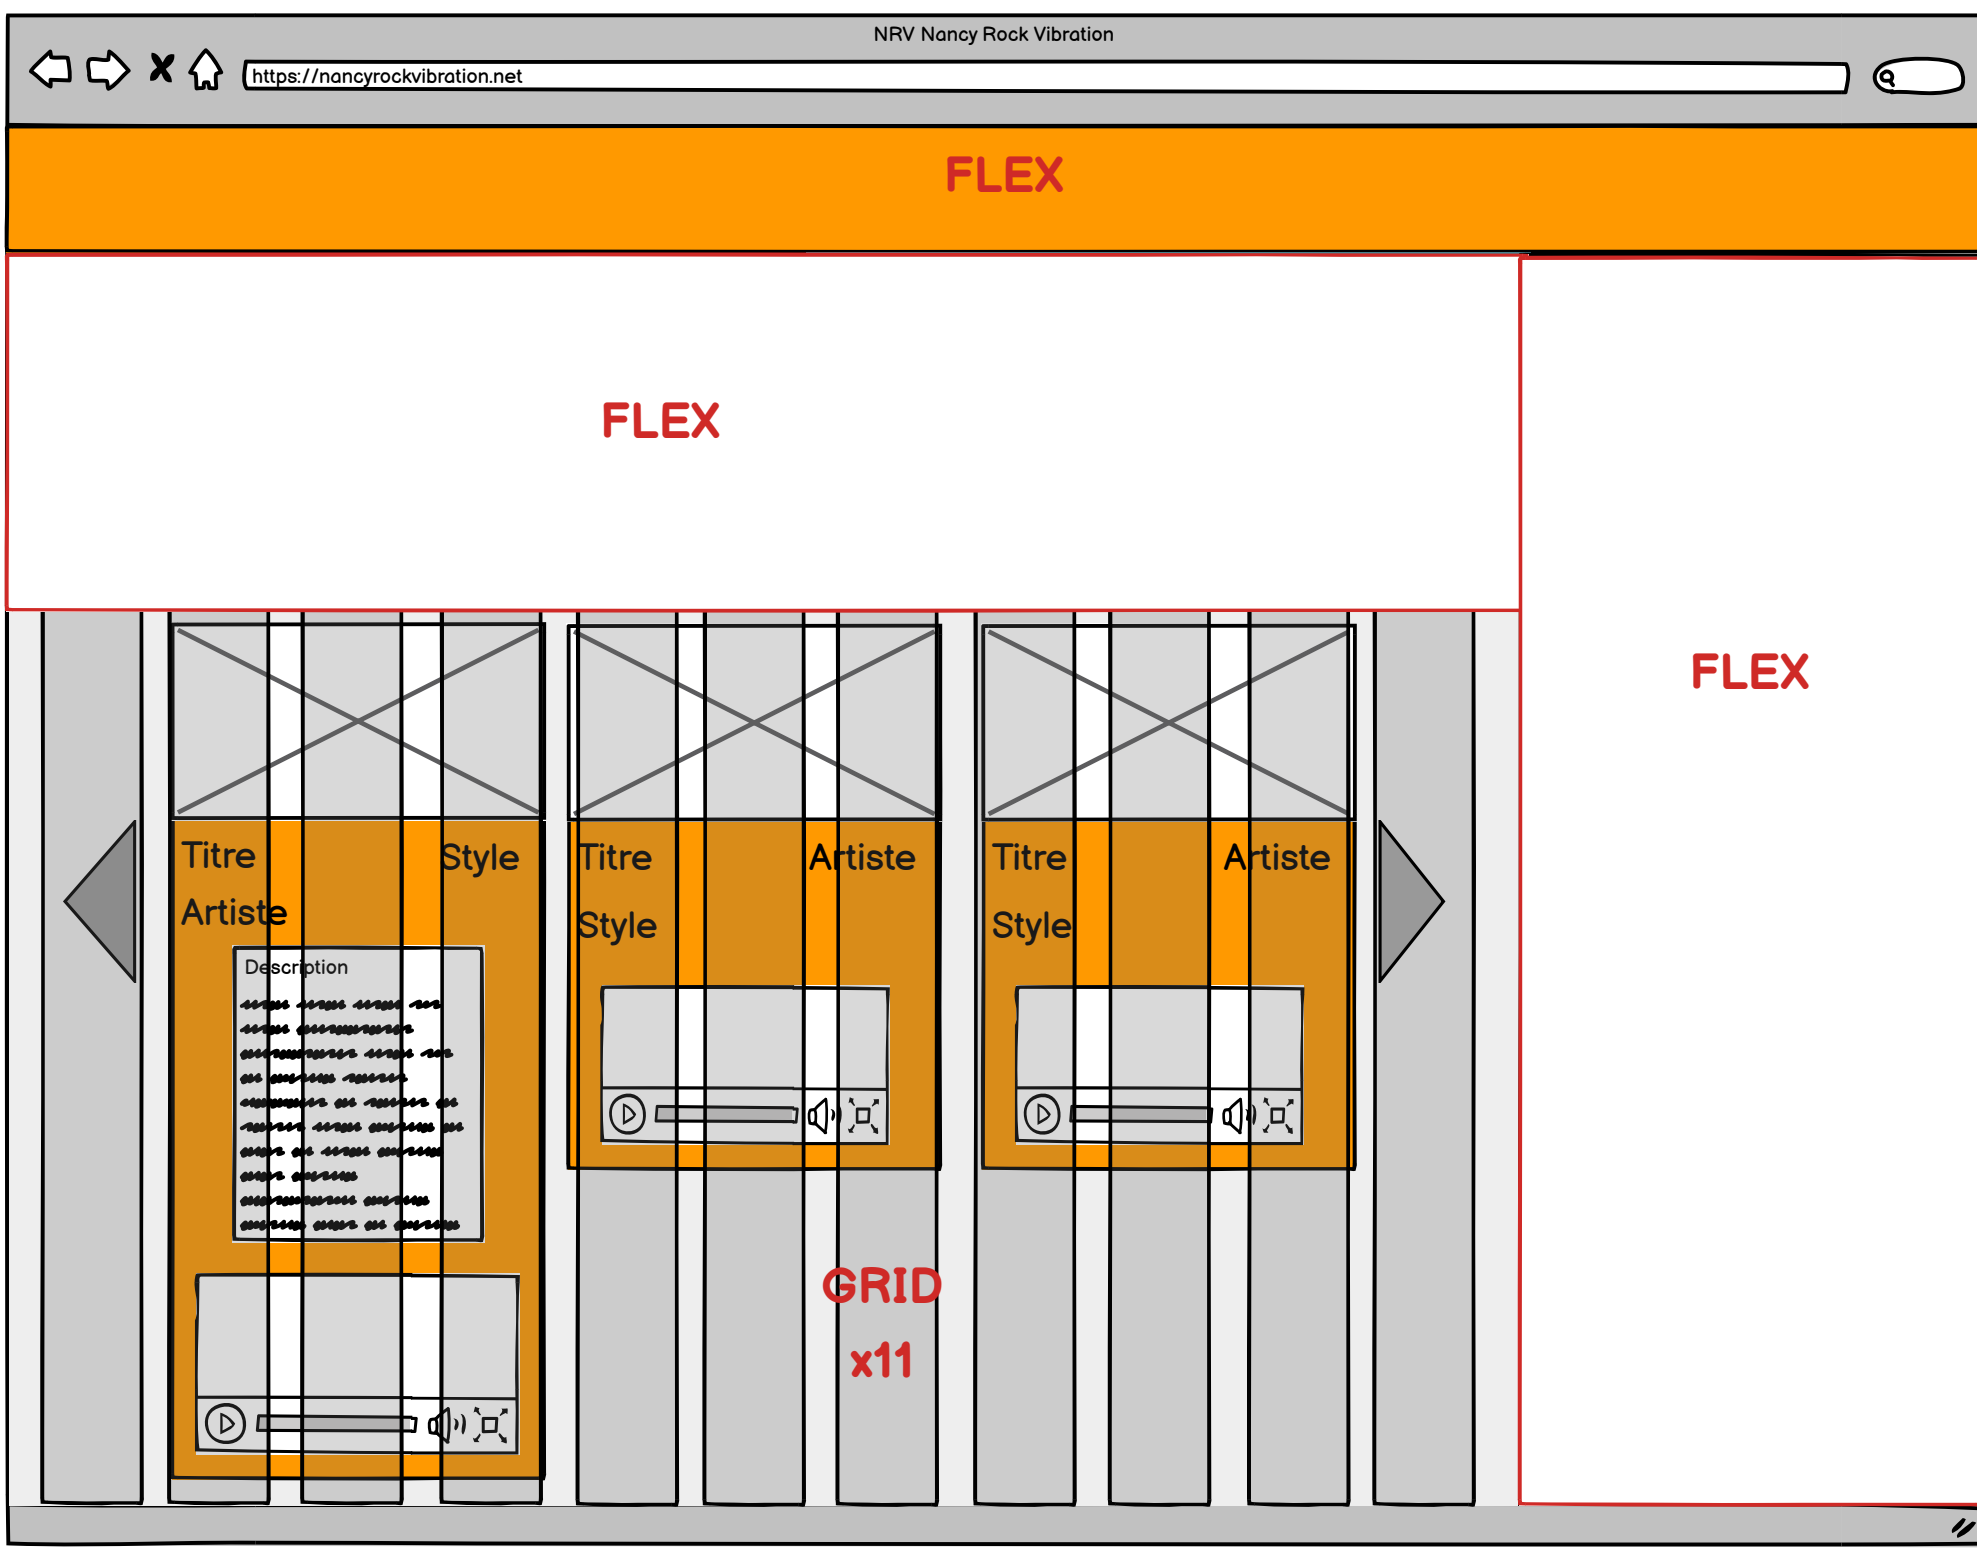 NRV Nancy Rock Vibration
https://nancyrockvibration.net
FLEX
FLEX
FLEX
Titre
Style
Artiste
Description
Titre
Artiste
Style
Titre
Artiste
Style
GRID
x11